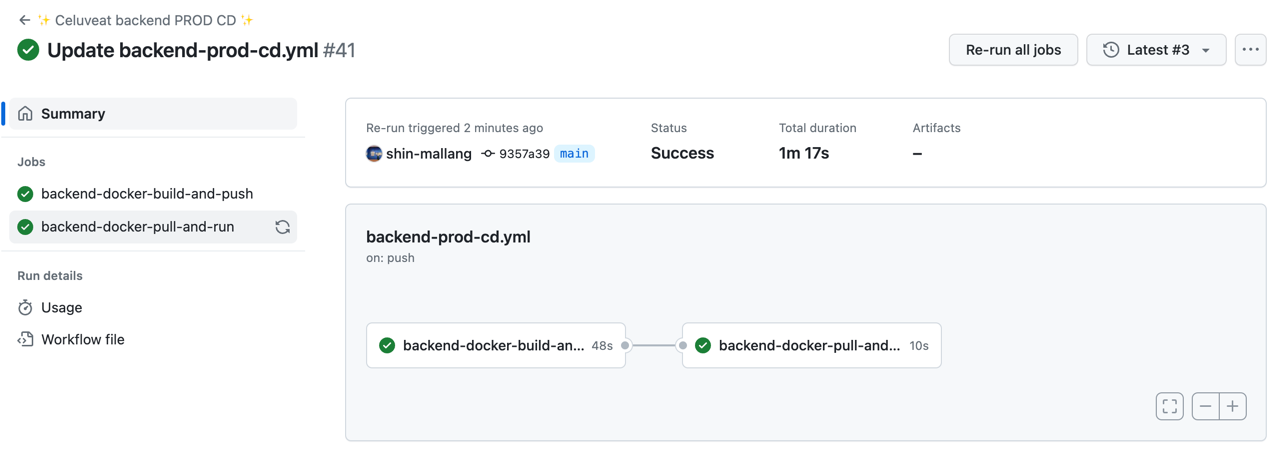 ← ✨ Celuveat backend PROD CD ✨
Update backend-prod-cd.yml #41
Re-run all jobs
Latest #3
Summary
Jobs
backend-docker-build-and-push
backend-docker-pull-and-run
Run details
Usage
Workflow file
Re-run triggered 2 minutes ago
shin-mallang 9357a39 main
Status
Success
Total duration
1m 17s
Artifacts
–
backend-prod-cd.yml
on: push
backend-docker-build-an... 48s
backend-docker-pull-and... 10s